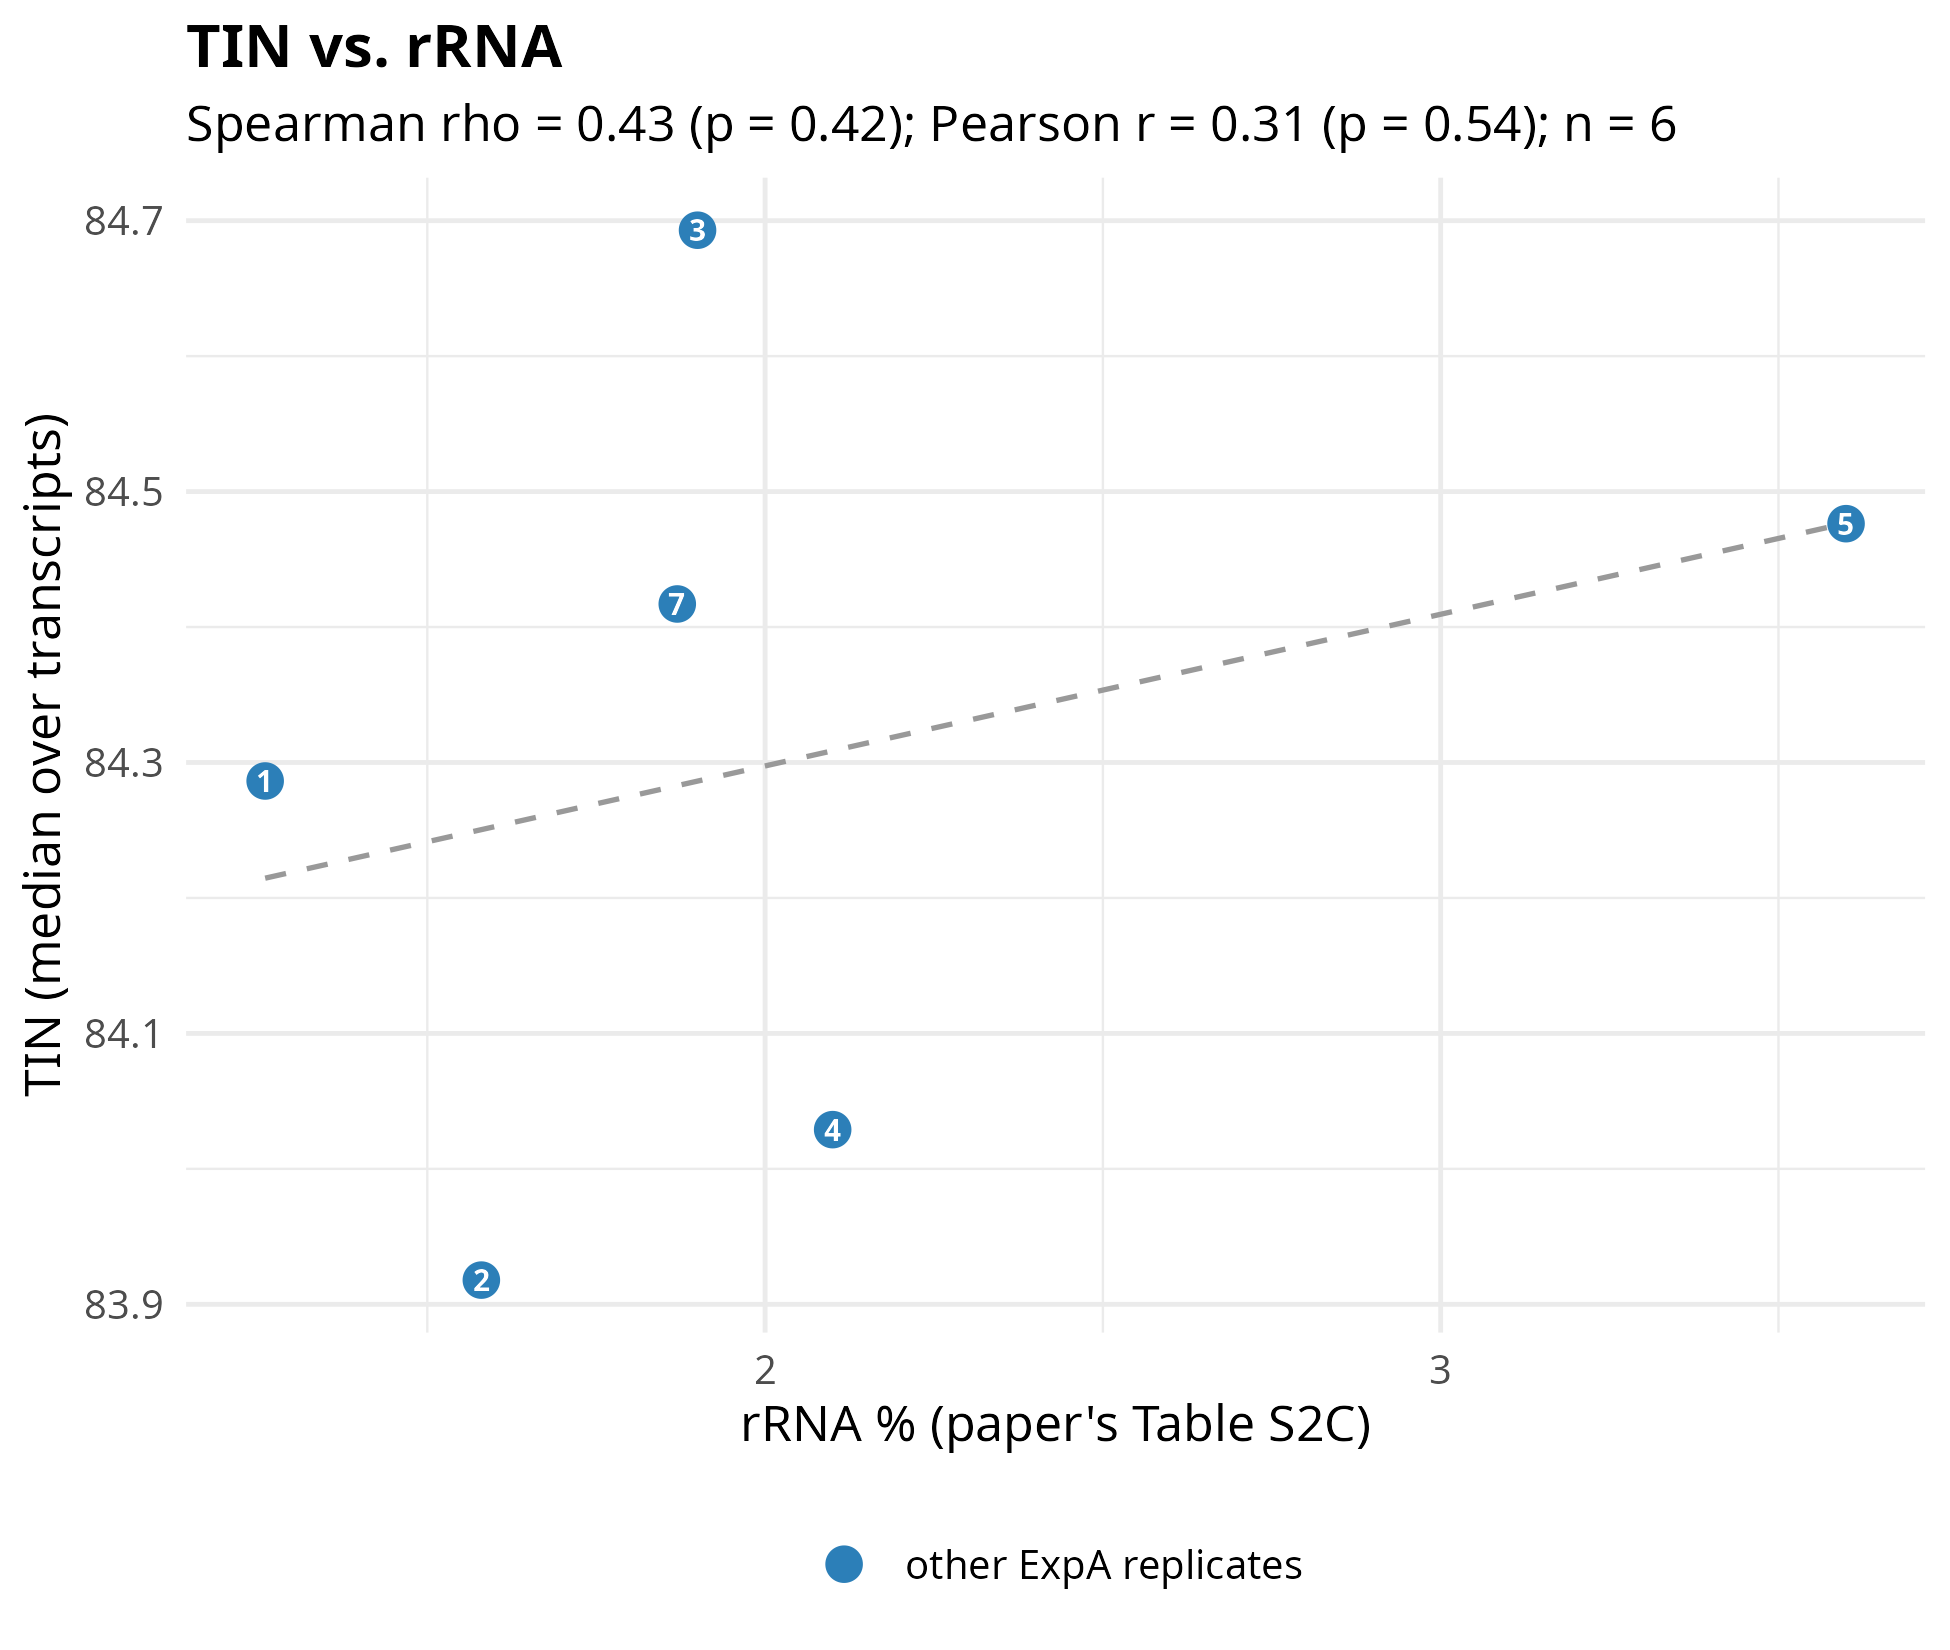 TIN vs. rRNA
Spearman rho = 0.43 (p = 0.42); Pearson r = 0.31 (p = 0.54); n = 6
TIN (median over transcripts)
84.7
84.5
84.3
84.1
83.9
3
5
7
1
4
2
2
3
rRNA % (paper's Table S2C)
other ExpA replicates